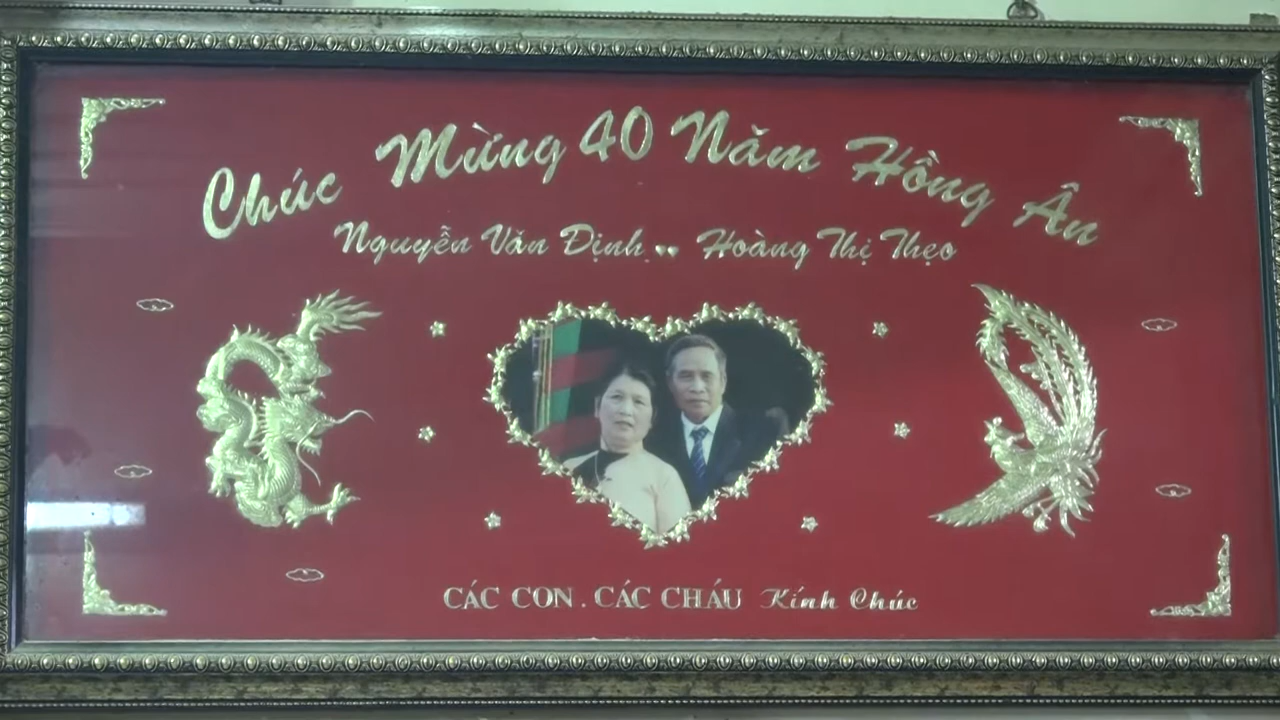 Chúc Mừng 40 Năm Hồng Ân
Nguyễn Văn Định .. Hoàng Thị Thẹo
CÁC CON . CÁC CHÁU Kính Chúc